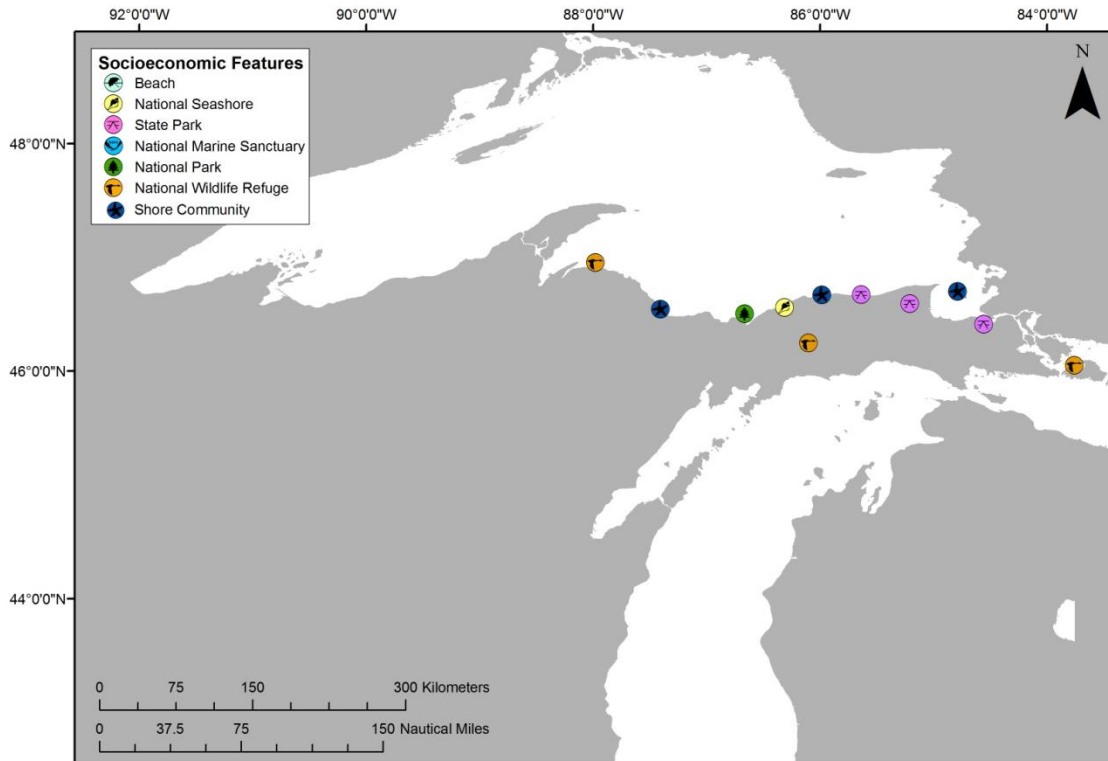 92°0'0"W 90°0'0"W 88°0'0"W 86°0'0"W 84°0'0"W
N
Socioeconomic Features
Beach
National Seashore
State Park
National Marine Sanctuary
National Park
National Wildlife Refuge
Shore Community
48°0'0"N
46°0'0"N
44°0'0"N
0 75 150 300 Kilometers
0 37.5 75 150 Nautical Miles